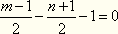 (m−1)/2 − (n+1)/2 − 1 = 0